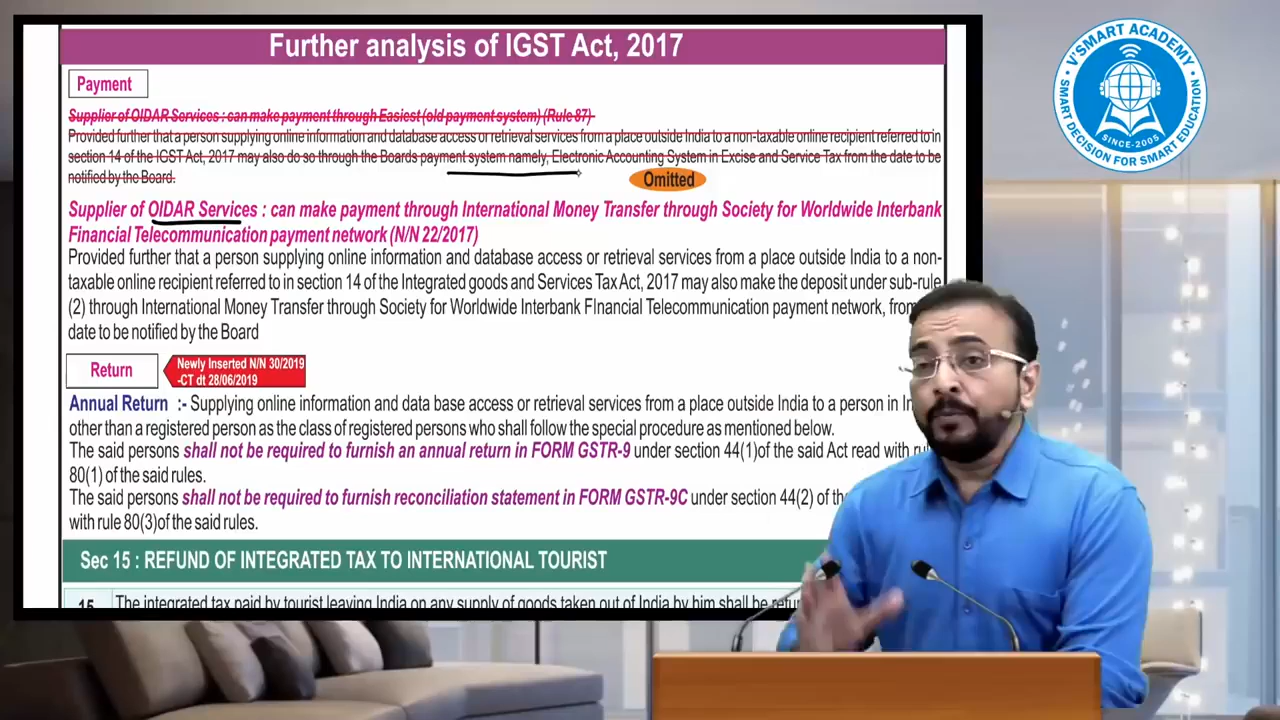 Further analysis of IGST Act, 2017
Payment
Supplier of OIDAR Services : can make payment through Easiest (old payment system) (Rule 87)
Provided further that a person supplying online information and database access or retrieval services from a place outside India to a non-taxable online recipient referred to in
section 14 of the IGST Act, 2017 may also do so through the Boards payment system namely, Electronic Accounting System in Excise and Service Tax from the date to be
notified by the Board.
Omitted
Supplier of OIDAR Services : can make payment through International Money Transfer through Society for Worldwide Interbank
Financial Telecommunication payment network (N/N 22/2017)
Provided further that a person supplying online information and database access or retrieval services from a place outside India to a non-
taxable online recipient referred to in section 14 of the Integrated goods and Services Tax Act, 2017 may also make the deposit under sub-rule
(2) through International Money Transfer through Society for Worldwide Interbank FInancial Telecommunication payment network, from
date to be notified by the Board
Return
Newly Inserted N/N 30/2019
-CT dt 28/06/2019
Annual Return :- Supplying online information and data base access or retrieval services from a place outside India to a person in
other than a registered person as the class of registered persons who shall follow the special procedure as mentioned below.
The said persons shall not be required to furnish an annual return in FORM GSTR-9 under section 44(1)of the said Act read with
80(1) of the said rules.
The said persons shall not be required to furnish reconciliation statement in FORM GSTR-9C under section 44(2) of the
with rule 80(3)of the said rules.
Sec 15 : REFUND OF INTEGRATED TAX TO INTERNATIONAL TOURIST
15 The integrated tax paid by tourist leaving India on any supply of goods taken out of India by him shall be
V'SMART ACADEMY
SINCE-2005
SMART DECISION FOR SMART EDUCATION